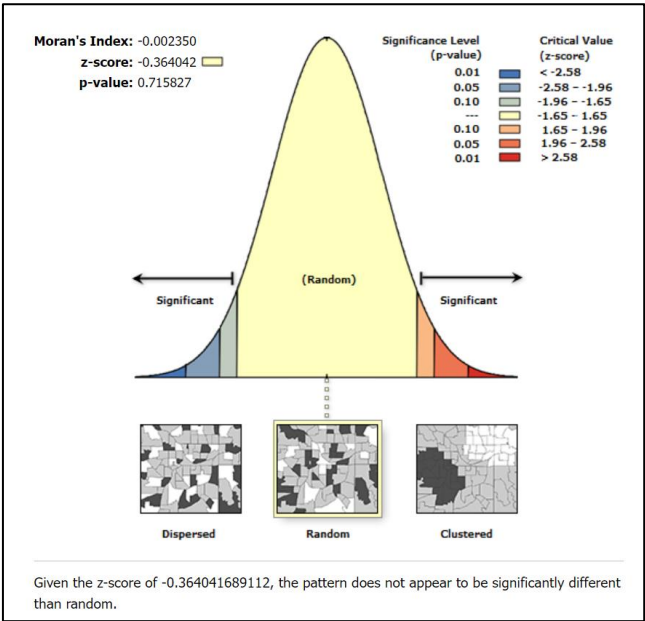 Moran's Index: -0.002350
z-score: -0.364042
p-value: 0.715827
Significance Level
(p-value)
Critical Value
(z-score)
0.01 < -2.58
0.05 -2.58 - -1.96
0.10 -1.96 - -1.65
--- -1.65 - 1.65
0.10 1.65 - 1.96
0.05 1.96 - 2.58
0.01 > 2.58
(Random)
Significant
Significant
Dispersed
Random
Clustered
Given the z-score of -0.364041689112, the pattern does not appear to be significantly different
than random.